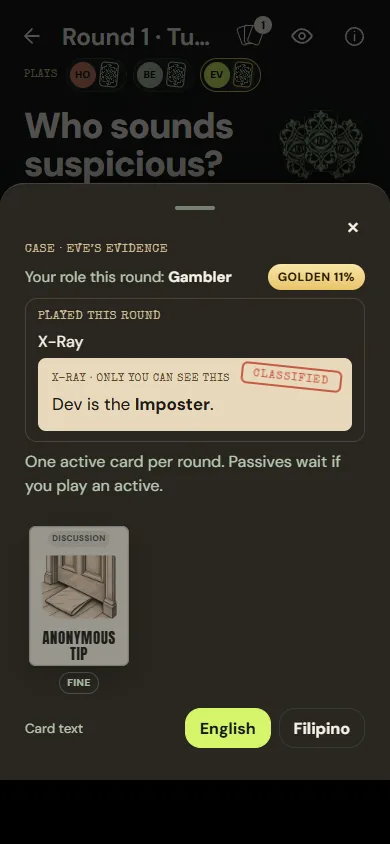 Round 1 · Tu...
1
PLAYS
HO
BE
EV
Who sounds
suspicious?
×
CASE · EVE'S EVIDENCE
Your role this round: Gambler
GOLDEN 11%
PLAYED THIS ROUND
X-Ray
X-RAY · ONLY YOU CAN SEE THIS
CLASSIFIED
Dev is the Imposter.
One active card per round. Passives wait if
you play an active.
DISCUSSION
ANONYMOUS
TIP
FINE
Card text
English
Filipino